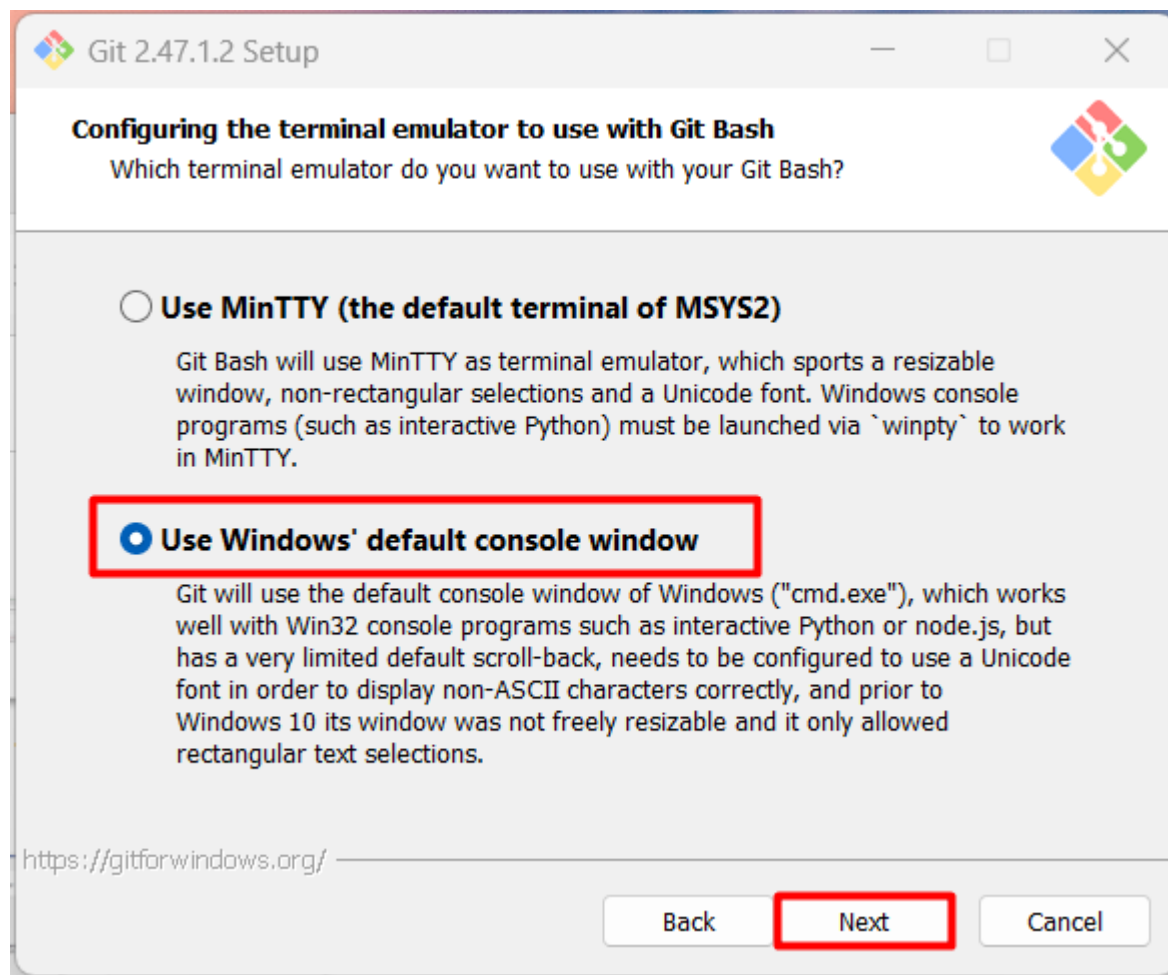 Git 2.47.1.2 Setup
Configuring the terminal emulator to use with Git Bash
Which terminal emulator do you want to use with your Git Bash?
Use MinTTY (the default terminal of MSYS2)
Git Bash will use MinTTY as terminal emulator, which sports a resizable
window, non-rectangular selections and a Unicode font. Windows console
programs (such as interactive Python) must be launched via `winpty` to work
in MinTTY.
Use Windows' default console window
Git will use the default console window of Windows ("cmd.exe"), which works
well with Win32 console programs such as interactive Python or node.js, but
has a very limited default scroll-back, needs to be configured to use a Unicode
font in order to display non-ASCII characters correctly, and prior to
Windows 10 its window was not freely resizable and it only allowed
rectangular text selections.
https://gitforwindows.org/
Back Next Cancel